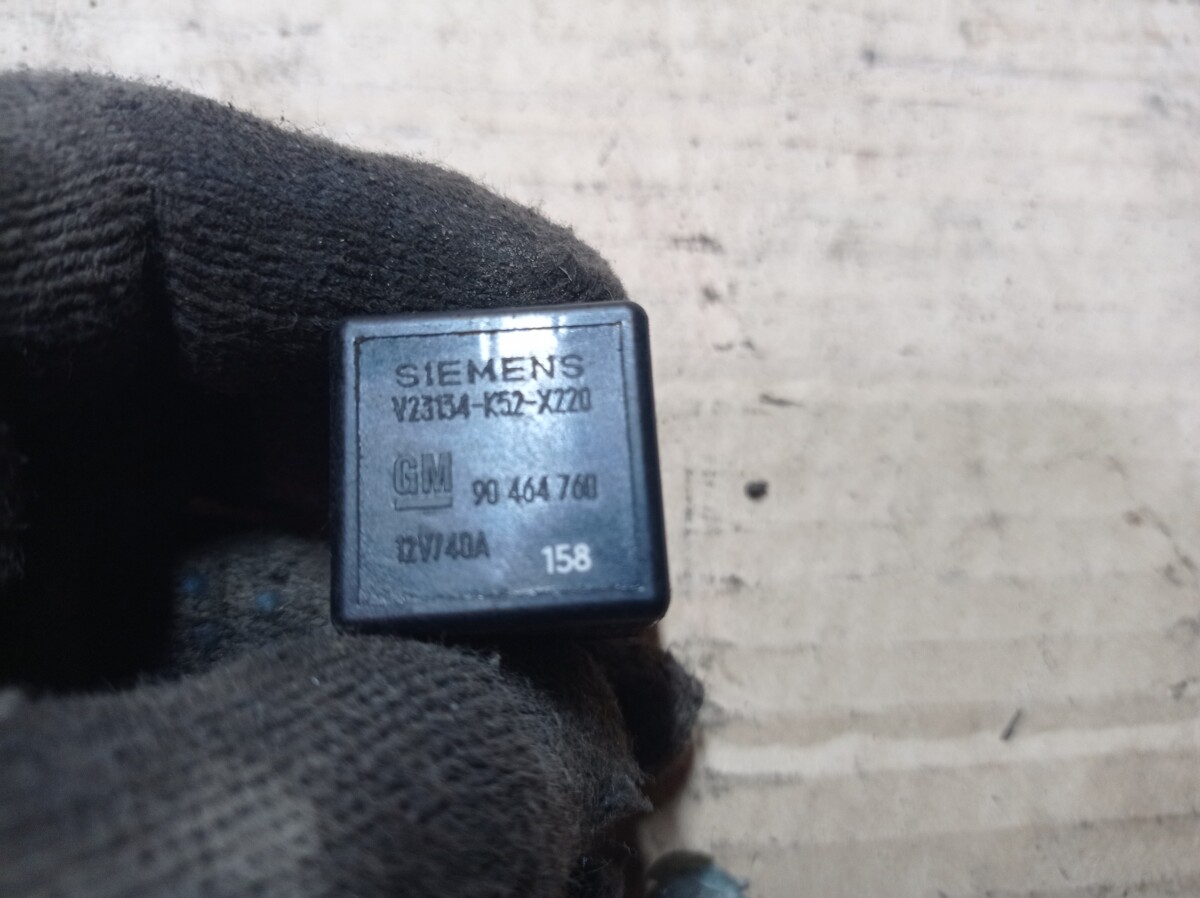 SIEMENS
V23134-K52-X220
GM 90 464 760
12V/40A 158